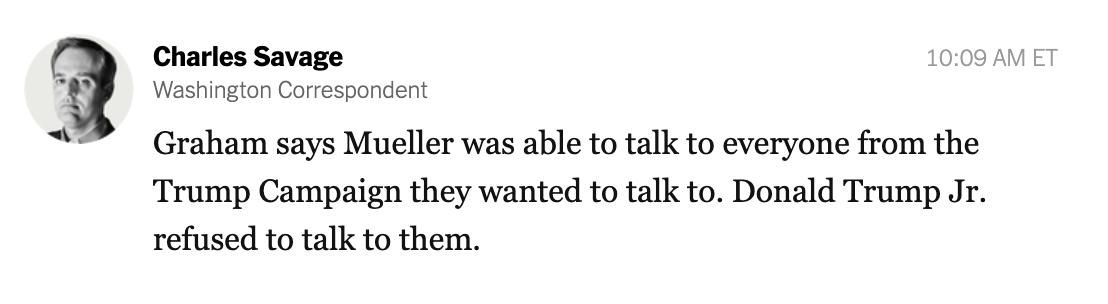 Charles Savage
10:09 AM ET
Washington Correspondent
Graham says Mueller was able to talk to everyone from the
Trump Campaign they wanted to talk to. Donald Trump Jr.
refused to talk to them.